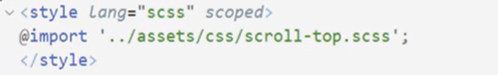 <style lang="scss" scoped>
@import '../assets/css/scroll-top.scss';
</style>